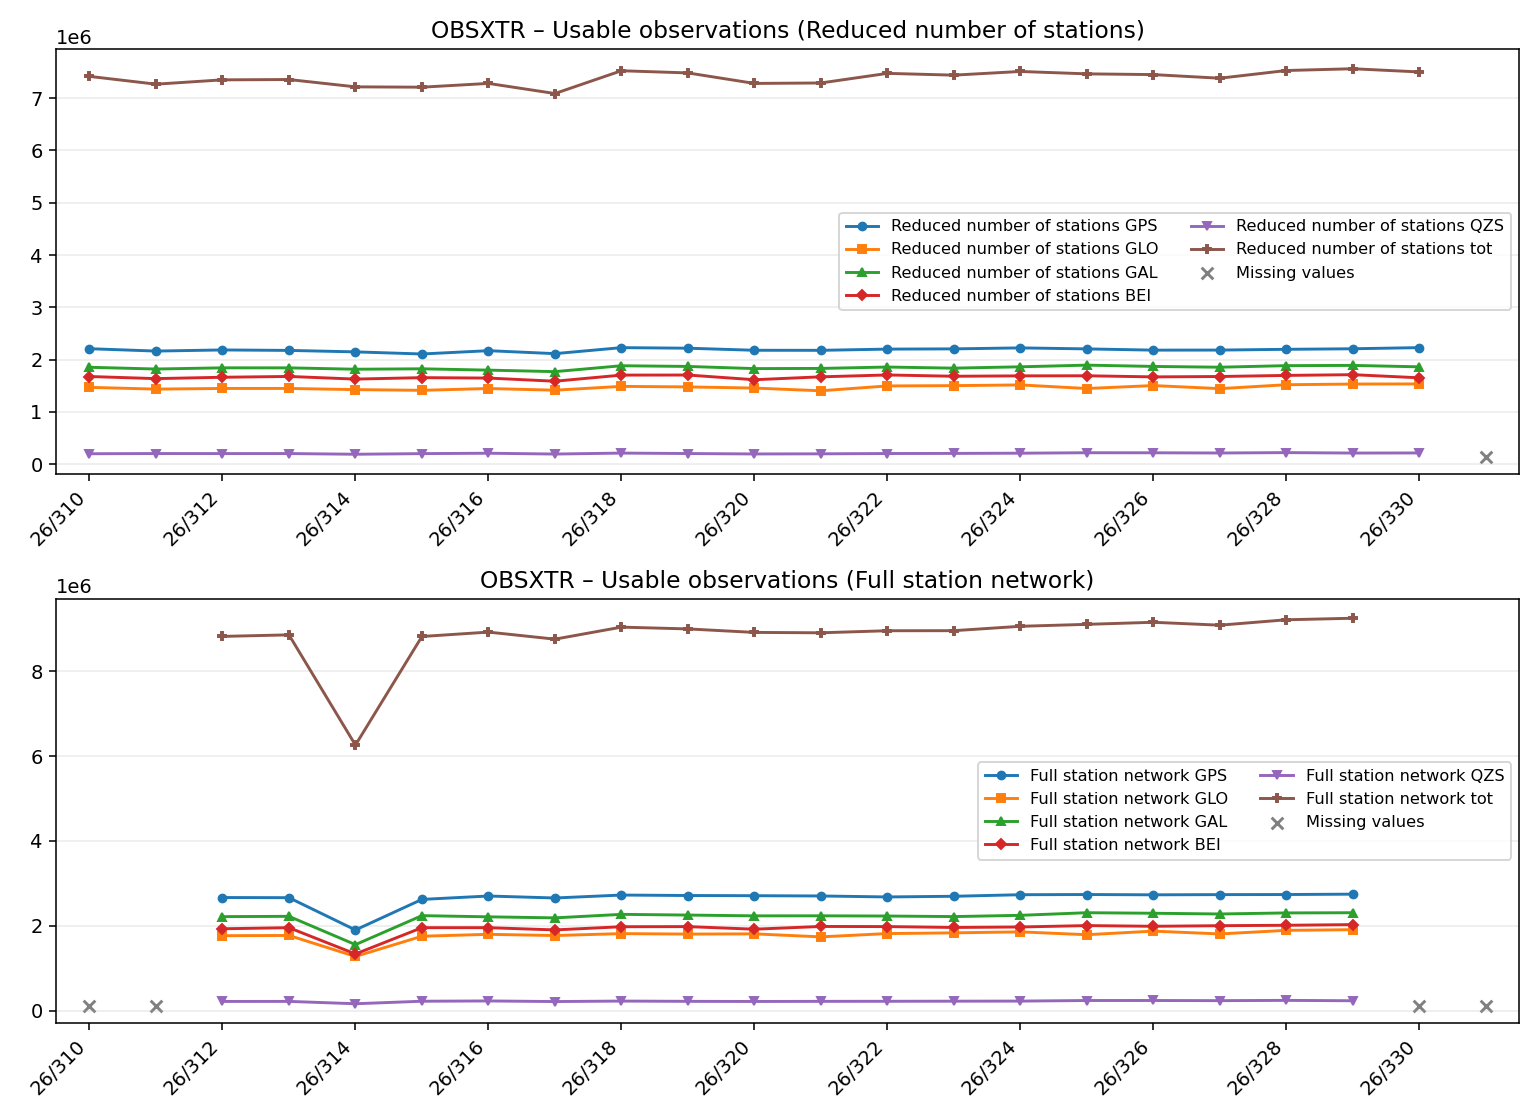 OBSXTR – Usable observations (Reduced number of stations)
1e6
7
6
5
4
3
2
1
0
Reduced number of stations GPS
Reduced number of stations GLO
Reduced number of stations GAL
Reduced number of stations BEI
Reduced number of stations QZS
Reduced number of stations tot
Missing values
26/310
26/312
26/314
26/316
26/318
26/320
26/322
26/324
26/326
26/328
26/330
OBSXTR – Usable observations (Full station network)
1e6
8
6
4
2
0
Full station network GPS
Full station network GLO
Full station network GAL
Full station network BEI
Full station network QZS
Full station network tot
Missing values
26/310
26/312
26/314
26/316
26/318
26/320
26/322
26/324
26/326
26/328
26/330